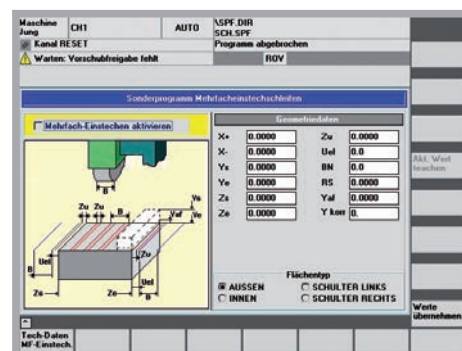 Maschine Jung CH1 AUTO \SPF.DIR
SCH.SPF
Kanal RESET Programm abgebrochen
Warten: Vorschubfreigabe fehlt ROV
Sonderprogramm Mehrfacheinstechschleifen
Mehrfach-Einstechen aktivieren
Geometriedaten
X+ 0.0000 Zu 0.0000
X- 0.0000 Uel 0.0
Ys 0.0000 BN 0.0
Ye 0.0000 RS 0.0000
Zs 0.0000 Yaf 0.0000
Ze 0.0000 Y korr 0.
Akt. Wert teachen
B
Zu Zu B Ys
Yaf Ye
Zu
Uel Uel
B B
Zs Ze
Flächentyp
AUSSEN SCHULTER LINKS
INNEN SCHULTER RECHTS
Werte übernehmen
Tech-Daten
MF-Einstech.